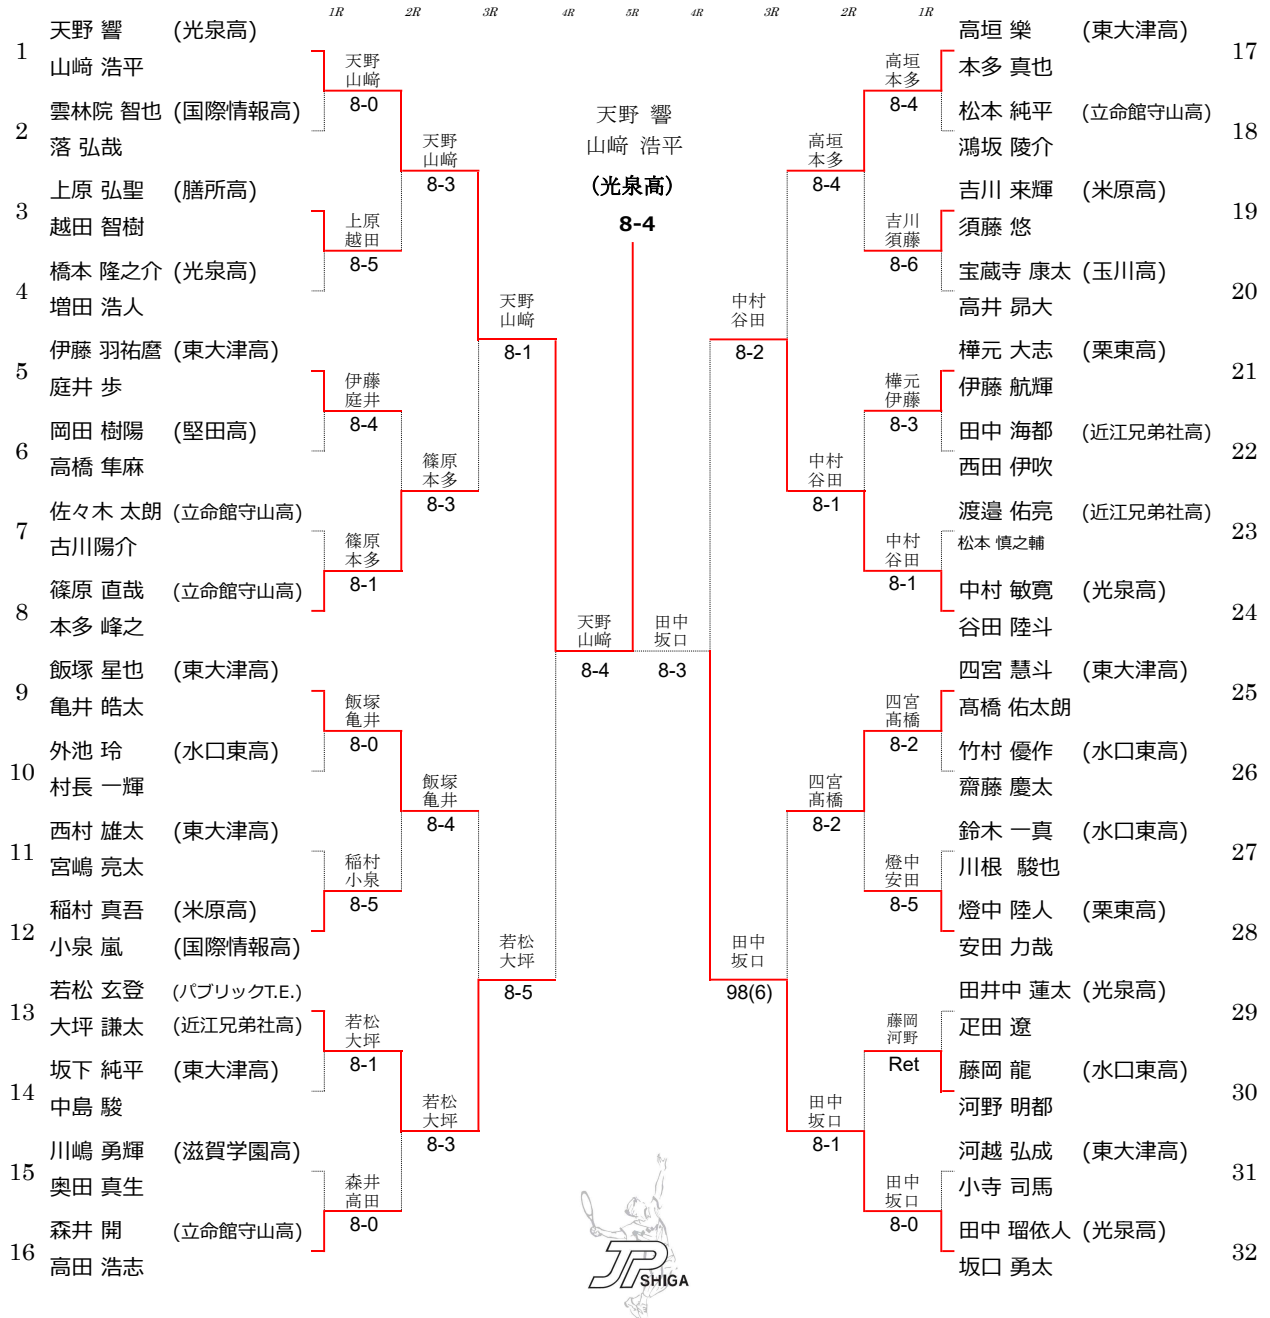 1R 2R 3R 4R 5R 4R 3R 2R 1R
1 天野 響 (光泉高)
山﨑 浩平
2 雲林院 智也 (国際情報高)
落 弘哉
3 上原 弘聖 (膳所高)
越田 智樹
4 橋本 隆之介 (光泉高)
増田 浩人
5 伊藤 羽祐麿 (東大津高)
庭井 歩
6 岡田 樹陽 (堅田高)
高橋 隼麻
7 佐々木 太朗 (立命館守山高)
古川陽介
8 篠原 直哉 (立命館守山高)
本多 峰之
9 飯塚 星也 (東大津高)
亀井 皓太
10 外池 玲 (水口東高)
村長 一輝
11 西村 雄太 (東大津高)
宮嶋 亮太
12 稲村 真吾 (米原高)
小泉 嵐 (国際情報高)
13 若松 玄登 (パブリックT.E.)
大坪 謙太 (近江兄弟社高)
14 坂下 純平 (東大津高)
中島 駿
15 川嶋 勇輝 (滋賀学園高)
奥田 真生
16 森井 開 (立命館守山高)
高田 浩志
天野
山﨑
8-0
上原
越田
8-5
伊藤
庭井
8-4
篠原
本多
8-1
飯塚
亀井
8-0
稲村
小泉
8-5
若松
大坪
8-1
森井
高田
8-0
天野
山﨑
8-3
篠原
本多
8-3
飯塚
亀井
8-4
若松
大坪
8-3
天野
山﨑
8-1
若松
大坪
8-5
天野
山﨑
8-4
天野 響
山﨑 浩平
(光泉高)
8-4
田中
坂口
8-3
中村
谷田
8-2
田中
坂口
98(6)
高垣
本多
8-4
中村
谷田
8-1
四宮
髙橋
8-2
田中
坂口
8-1
高垣
本多
8-4
吉川
須藤
8-6
樺元
伊藤
8-3
中村
谷田
8-1
四宮
髙橋
8-2
燈中
安田
8-5
藤岡
河野
Ret
田中
坂口
8-0
高垣 樂 (東大津高) 17
本多 真也
松本 純平 (立命館守山高) 18
鴻坂 陵介
吉川 来輝 (米原高) 19
須藤 悠
宝蔵寺 康太 (玉川高) 20
高井 昴大
樺元 大志 (栗東高) 21
伊藤 航輝
田中 海都 (近江兄弟社高) 22
西田 伊吹
渡邉 佑亮 (近江兄弟社高) 23
松本 慎之輔
中村 敏寛 (光泉高) 24
谷田 陸斗
四宮 慧斗 (東大津高) 25
髙橋 佑太朗
竹村 優作 (水口東高) 26
齋藤 慶太
鈴木 一真 (水口東高) 27
川根 駿也
燈中 陸人 (栗東高) 28
安田 力哉
田井中 蓮太 (光泉高) 29
疋田 遼
藤岡 龍 (水口東高) 30
河野 明都
河越 弘成 (東大津高) 31
小寺 司馬
田中 瑠依人 (光泉高) 32
坂口 勇太
JP SHIGA